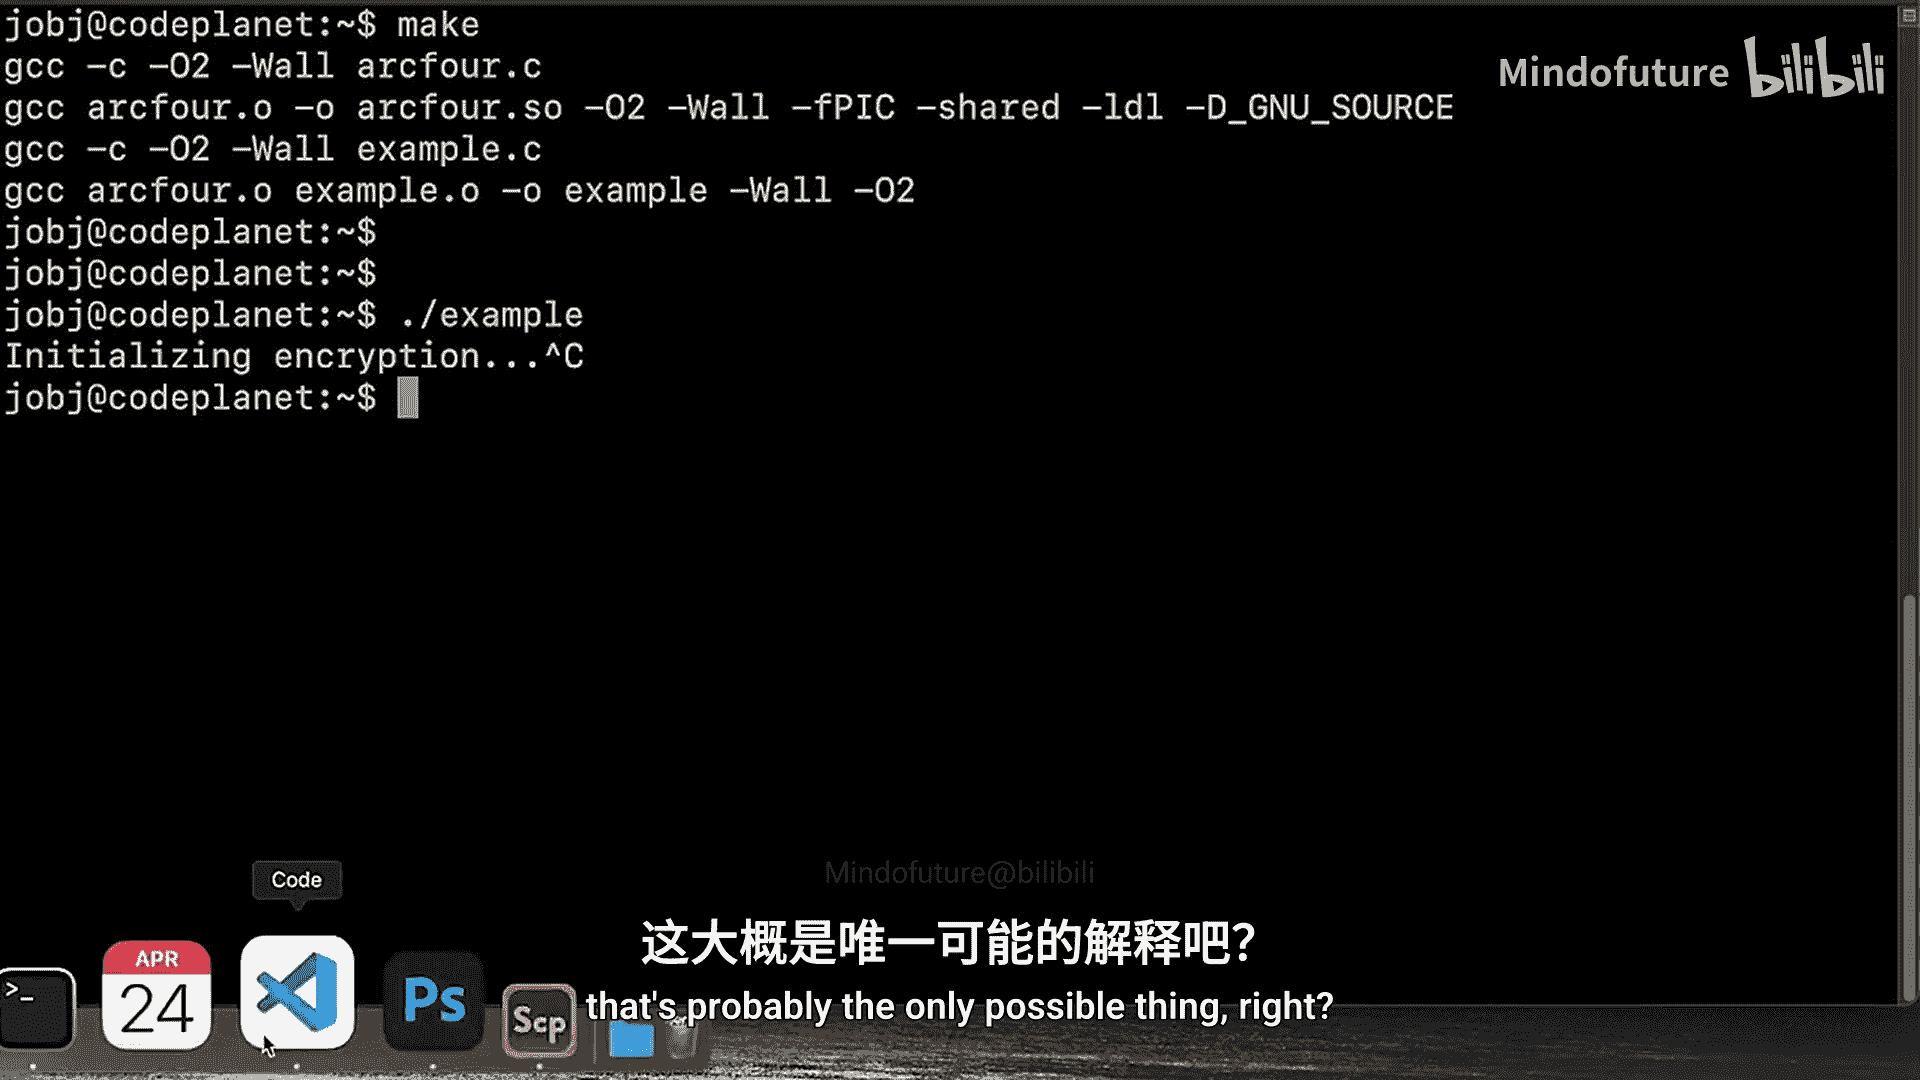 jobj@codeplanet:~$ make
gcc -c -O2 -Wall arcfour.c
gcc arcfour.o -o arcfour.so -O2 -Wall -fPIC -shared -ldl -D_GNU_SOURCE
gcc -c -O2 -Wall example.c
gcc arcfour.o example.o -o example -Wall -O2
jobj@codeplanet:~$
jobj@codeplanet:~$
jobj@codeplanet:~$ ./example
Initializing encryption...^C
jobj@codeplanet:~$
Mindofuture bilibili
Code
Mindofuture@bilibili
这大概是唯一可能的解释吧？
that's probably the only possible thing, right?
>_
APR
24
Ps
Scp